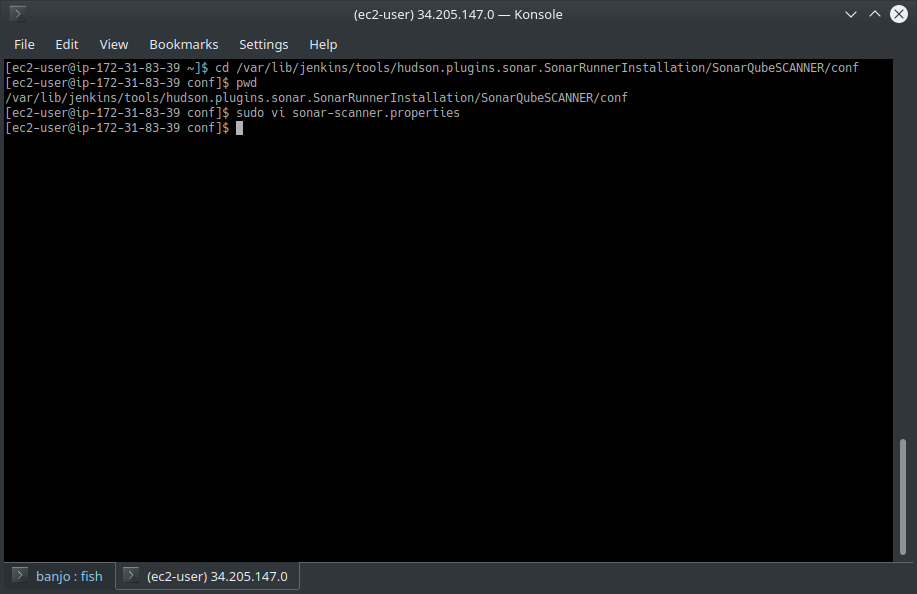 (ec2-user) 34.205.147.0 — Konsole
File Edit View Bookmarks Settings Help
[ec2-user@ip-172-31-83-39 ~]$ cd /var/lib/jenkins/tools/hudson.plugins.sonar.SonarRunnerInstallation/SonarQubeSCANNER/conf
[ec2-user@ip-172-31-83-39 conf]$ pwd
/var/lib/jenkins/tools/hudson.plugins.sonar.SonarRunnerInstallation/SonarQubeSCANNER/conf
[ec2-user@ip-172-31-83-39 conf]$ sudo vi sonar-scanner.properties
[ec2-user@ip-172-31-83-39 conf]$
banjo : fish (ec2-user) 34.205.147.0